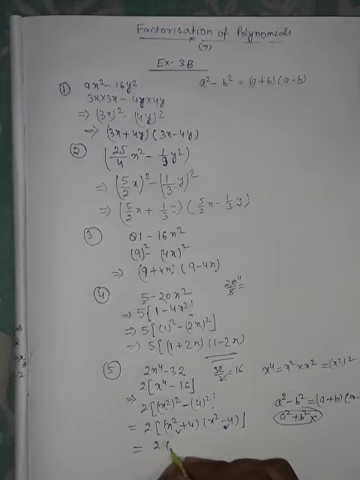 Factorisation of Polynomials
(7)
Ex-3B
a² - b² = (a+b)(a-b)
① 9x² - 16y²
3x×3x - 4y×4y
⇒ (3x)² - (4y)²
⇒ (3x+4y)(3x-4y)
② (25/4 x² - 1/9 y²)
⇒ (5/2 x)² - (1/3 y)²
⇒ (5/2 x + 1/3 y)(5/2 x - 1/3 y)
③ 81 - 16x²
(9)² - (4x)²
⇒ (9+4x)(9-4x)
④ 5 - 20x²
⇒ 5[1 - 4x²]
⇒ 5[(1)² - (2x)²]
⇒ 5[(1+2x)(1-2x)
⑤ 2x⁴ - 32
32/2 = 16
x⁴ = x² × x² = (x²)²
⇒ 2[x⁴ - 16]
⇒ 2[(x²)² - (4)²]
a² - b² = (a+b)(a-
= 2[(x²+4)(x²-4)]
a² + b² ×
= 2(